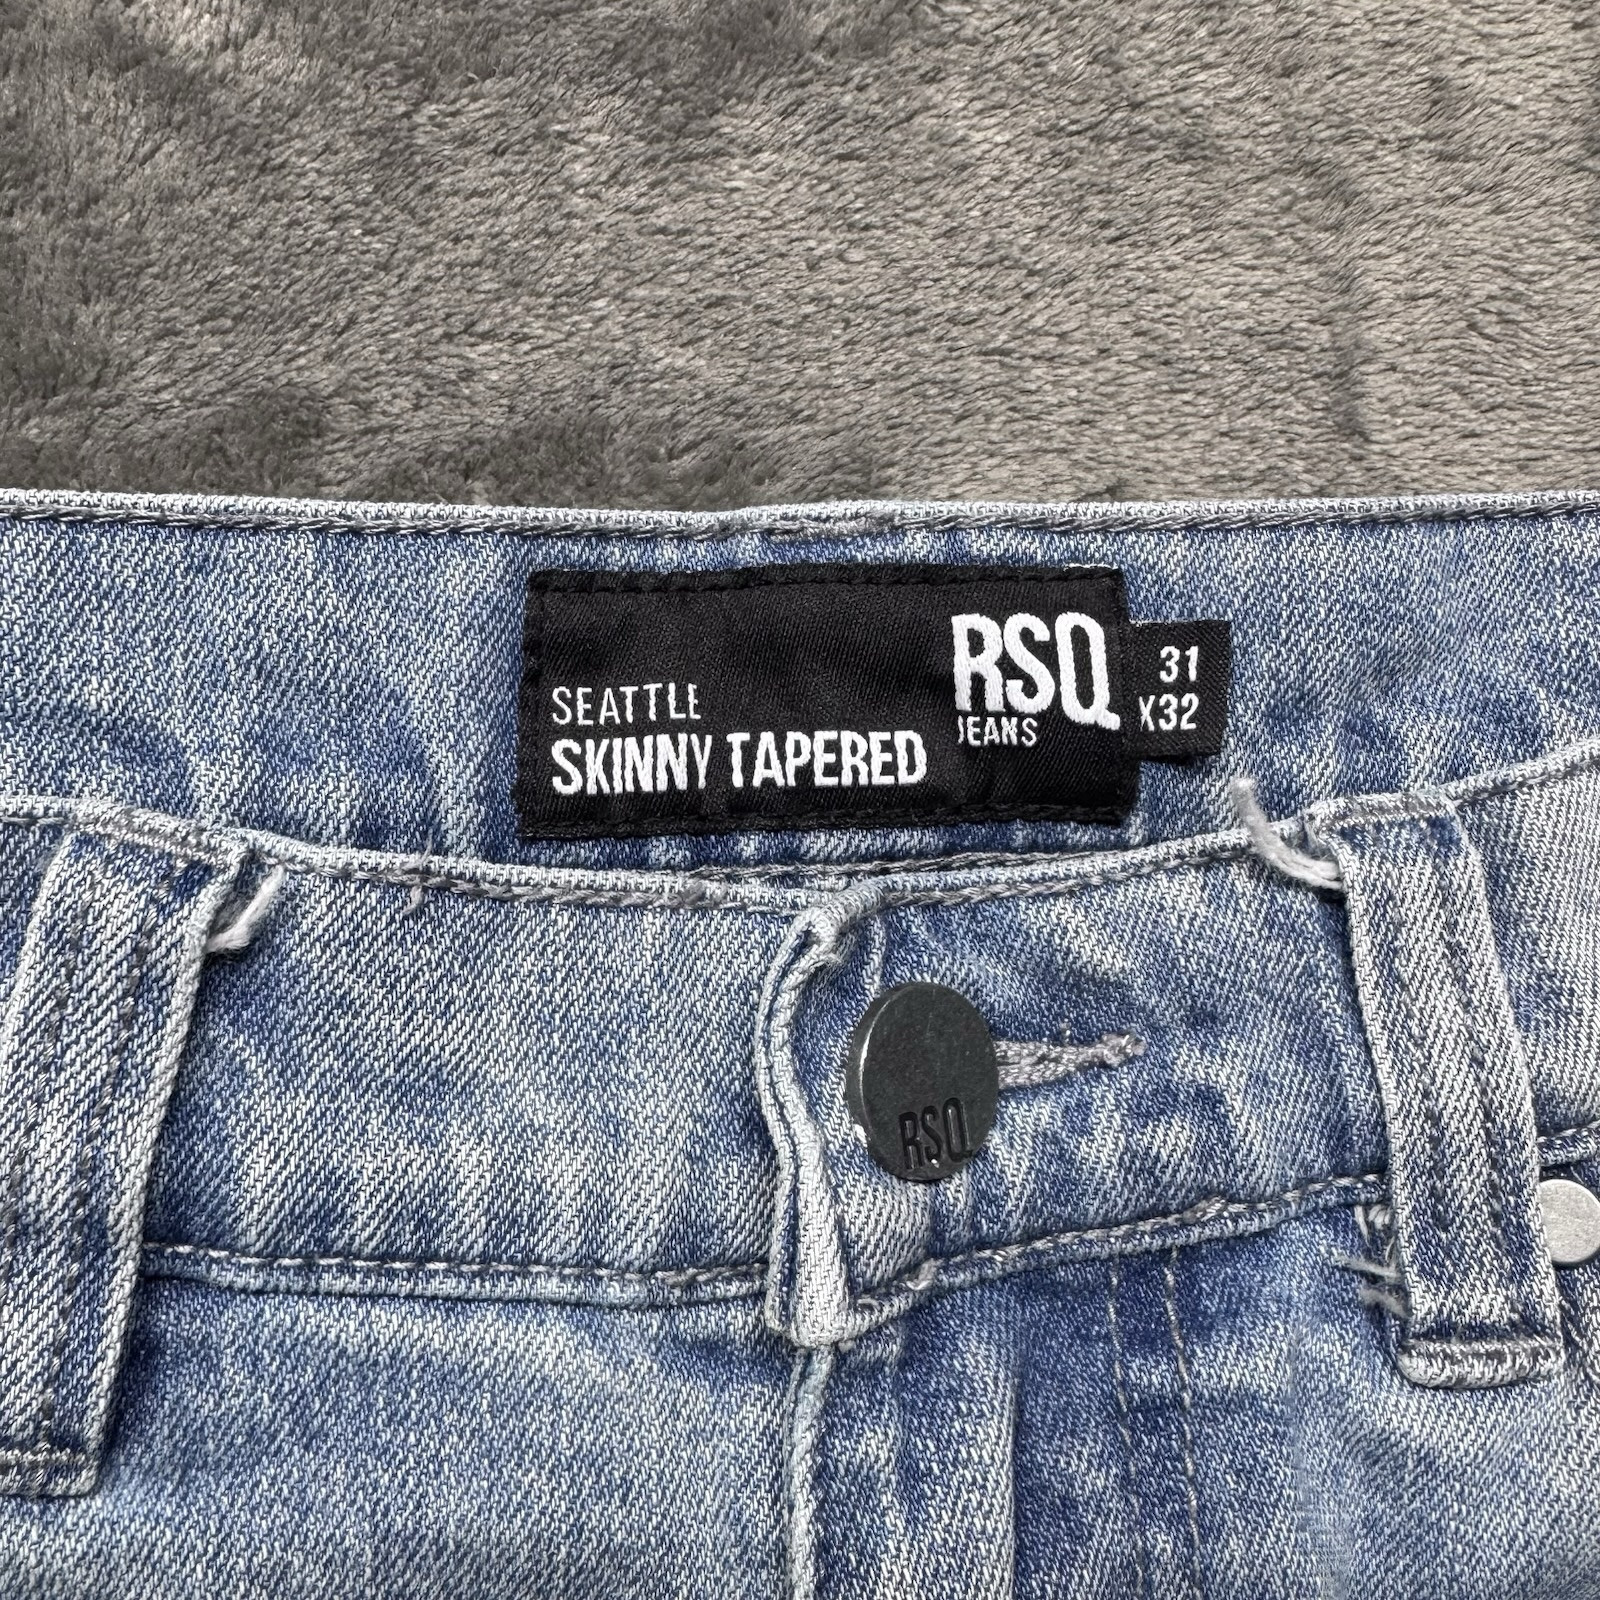 SEATTLE
SKINNY TAPERED
RSQ
JEANS
31
X32
RSQ